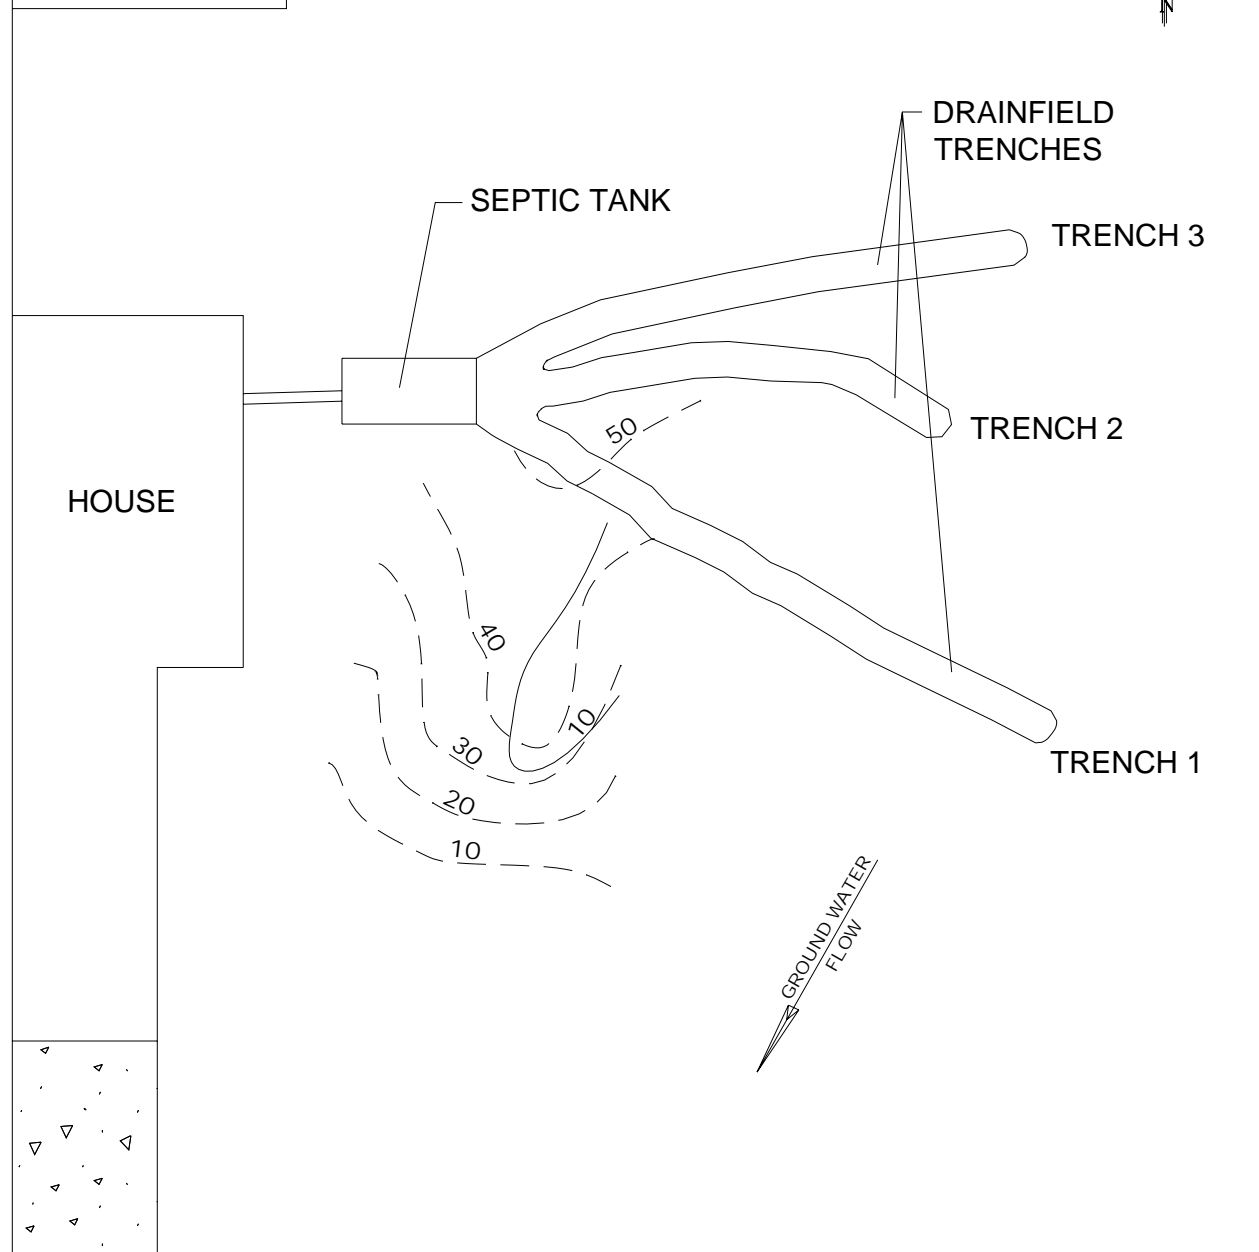 N
DRAINFIELD
TRENCHES
SEPTIC TANK
TRENCH 3
TRENCH 2
50
HOUSE
40
10
30
TRENCH 1
20
10
GROUND WATER
FLOW